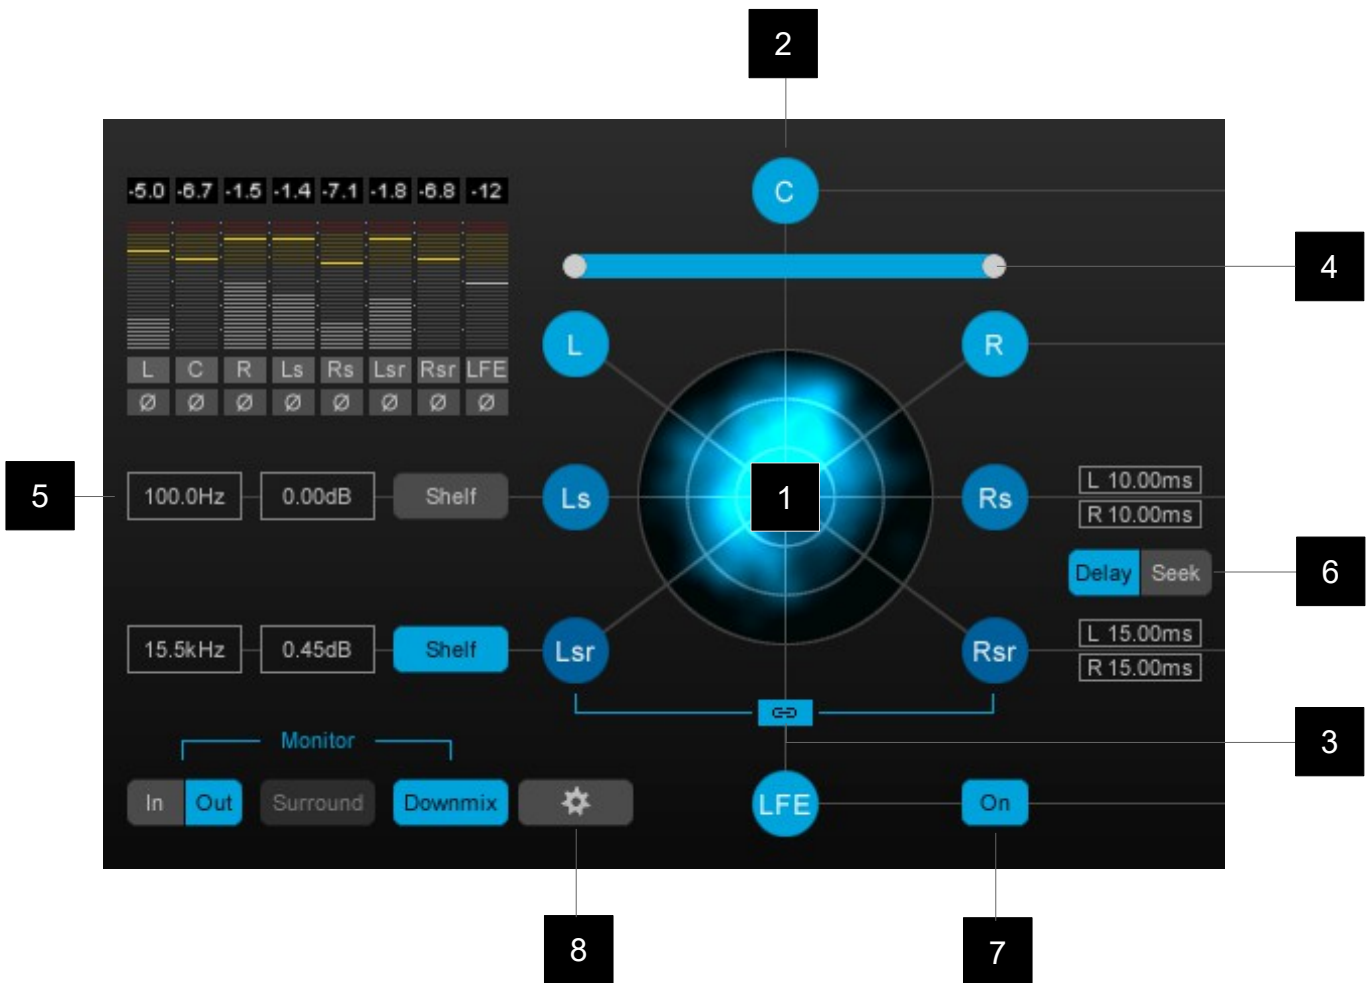 2
C
-5.0 -6.7 -1.5 -1.4 -7.1 -1.8 -6.8 -12
4
L R
L C R Ls Rs Lsr Rsr LFE
Ø Ø Ø Ø Ø Ø Ø Ø
5
100.0Hz 0.00dB Shelf Ls 1 Rs
L 10.00ms
R 10.00ms
Delay Seek 6
15.5kHz 0.45dB Shelf Lsr Rsr
L 15.00ms
R 15.00ms
Monitor
3
In Out Surround Downmix LFE On
8 7